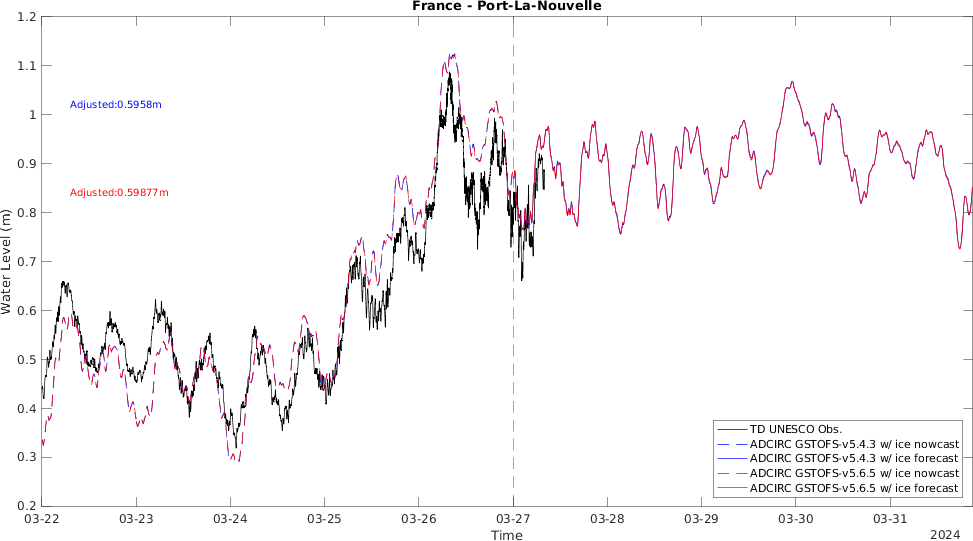 France - Port-La-Nouvelle
1.2
1.1
1
0.9
0.8
0.7
0.6
0.5
0.4
0.3
0.2
Water Level (m)
Adjusted:0.5958m
Adjusted:0.59877m
TD UNESCO Obs.
ADCIRC GSTOFS-v5.4.3 w/ ice nowcast
ADCIRC GSTOFS-v5.4.3 w/ ice forecast
ADCIRC GSTOFS-v5.6.5 w/ ice nowcast
ADCIRC GSTOFS-v5.6.5 w/ ice forecast
03-22 03-23 03-24 03-25 03-26 03-27 03-28 03-29 03-30 03-31
Time
2024